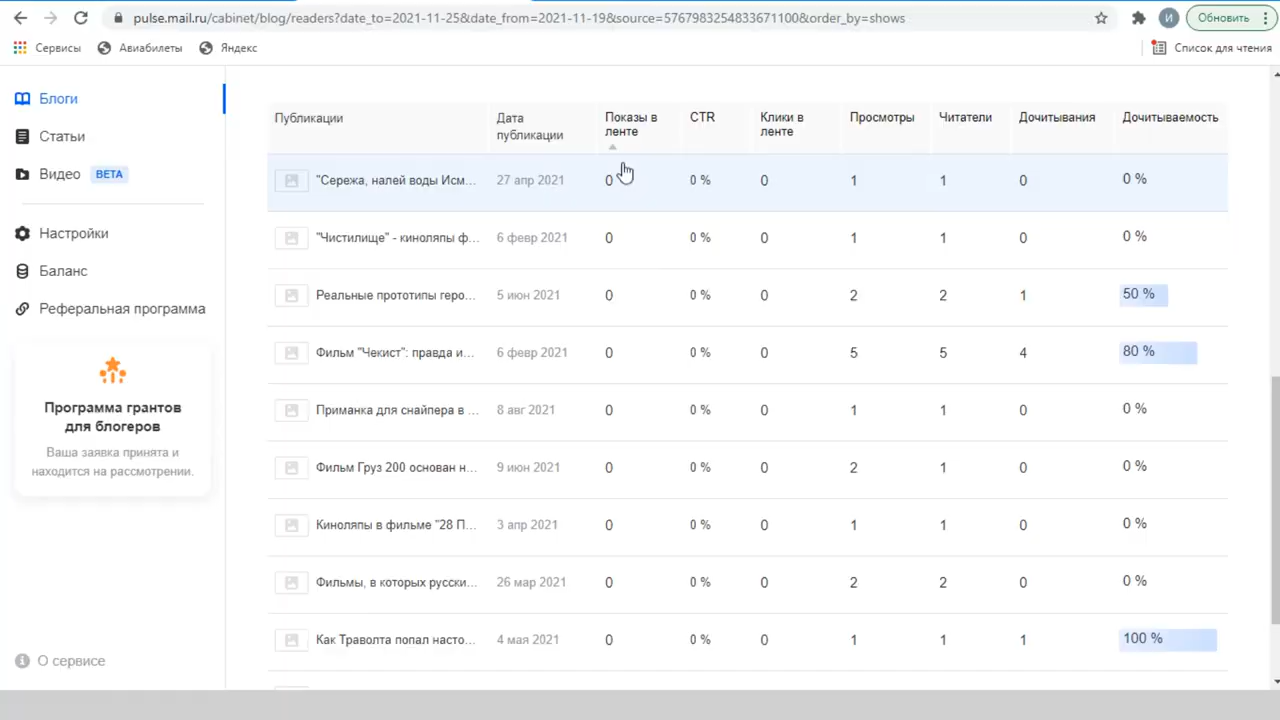 pulse.mail.ru/cabinet/blog/readers?date_to=2021-11-25&date_from=2021-11-19&source=5767983254833671100&order_by=shows
И
Обновить
Сервисы
Авиабилеты
Яндекс
Список для чтения
Блоги
Статьи
Видео BETA
Настройки
Баланс
Реферальная программа
Программа грантов
для блогеров
Ваша заявка принята и
находится на рассмотрении.
О сервисе
Публикации Дата публикации Показы в ленте CTR Клики в ленте Просмотры Читатели Дочитывания Дочитываемость
"Сережа, налей воды Исм... 27 апр 2021 0 0 % 0 1 1 0 0 %
"Чистилище" - киноляпы ф... 6 февр 2021 0 0 % 0 1 1 0 0 %
Реальные прототипы геро... 5 июн 2021 0 0 % 0 2 2 1 50 %
Фильм "Чекист": правда и... 6 февр 2021 0 0 % 0 5 5 4 80 %
Приманка для снайпера в ... 8 авг 2021 0 0 % 0 1 1 0 0 %
Фильм Груз 200 основан н... 9 июн 2021 0 0 % 0 2 1 0 0 %
Киноляпы в фильме "28 П... 3 апр 2021 0 0 % 0 1 1 0 0 %
Фильмы, в которых русски... 26 мар 2021 0 0 % 0 2 2 0 0 %
Как Траволта попал насто... 4 мая 2021 0 0 % 0 1 1 1 100 %